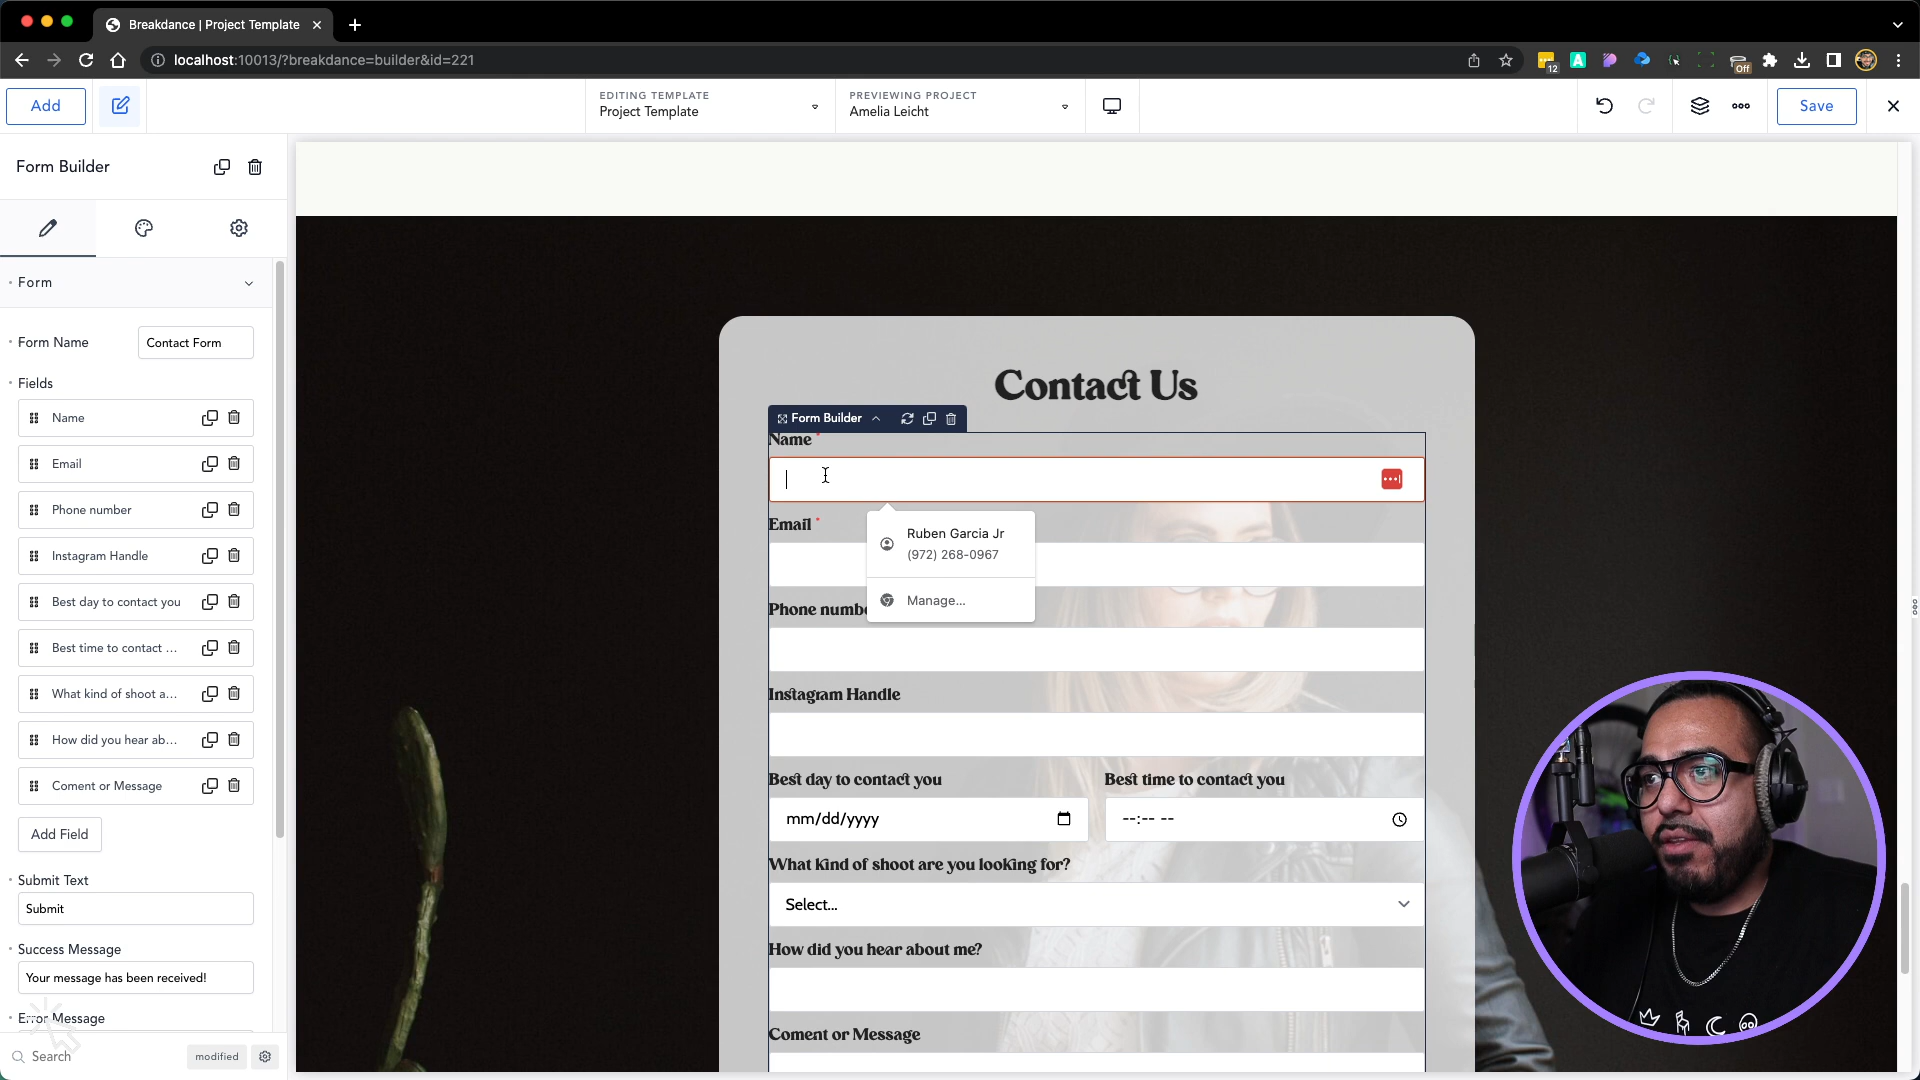 Breakdance | Project Template
localhost:10013/?breakdance=builder&id=221
12
A
Off
Add
EDITING TEMPLATE
Project Template
PREVIEWING PROJECT
Amelia Leicht
Save
Form Builder
Form
Form Name
Contact Form
Fields
Name
Email
Phone number
Instagram Handle
Best day to contact you
Best time to contact ...
What kind of shoot a...
How did you hear ab...
Coment or Message
Add Field
Submit Text
Submit
Success Message
Your message has been received!
Error Message
Search
modified
Contact Us
Form Builder
Name *
Email *
Ruben Garcia Jr
(972) 268-0967
Manage...
Phone numbe
Instagram Handle
Best day to contact you
Best time to contact you
mm/dd/yyyy
--:-- --
What kind of shoot are you looking for?
Select...
How did you hear about me?
Coment or Message